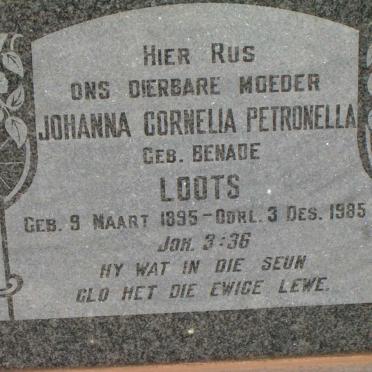 HIER RUS
ONS DIERBARE MOEDER
JOHANNA CORNELIA PETRONELLA
GEB. BENADE
LOOTS
GEB. 9 MAART 1895 - OORL. 3 DES. 1985
JOH. 3:36
HY WAT IN DIE SEUN
GLO HET DIE EWIGE LEWE.